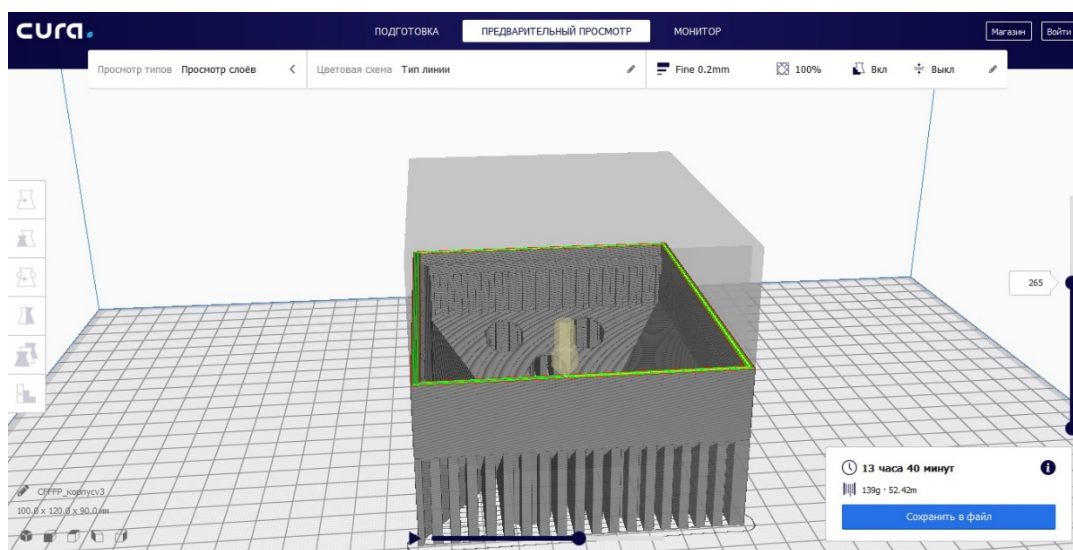 cura.
ПОДГОТОВКА ПРЕДВАРИТЕЛЬНЫЙ ПРОСМОТР МОНИТОР Магазин Войти
Просмотр типов Просмотр слоёв Цветовая схема Тип линии Fine 0.2mm 100% Вкл Выкл
265
13 часа 40 минут
139g · 52.42m
Сохранить в файл
CFFFP_корпусv3
100.0 x 120.0 x 90.0 мм